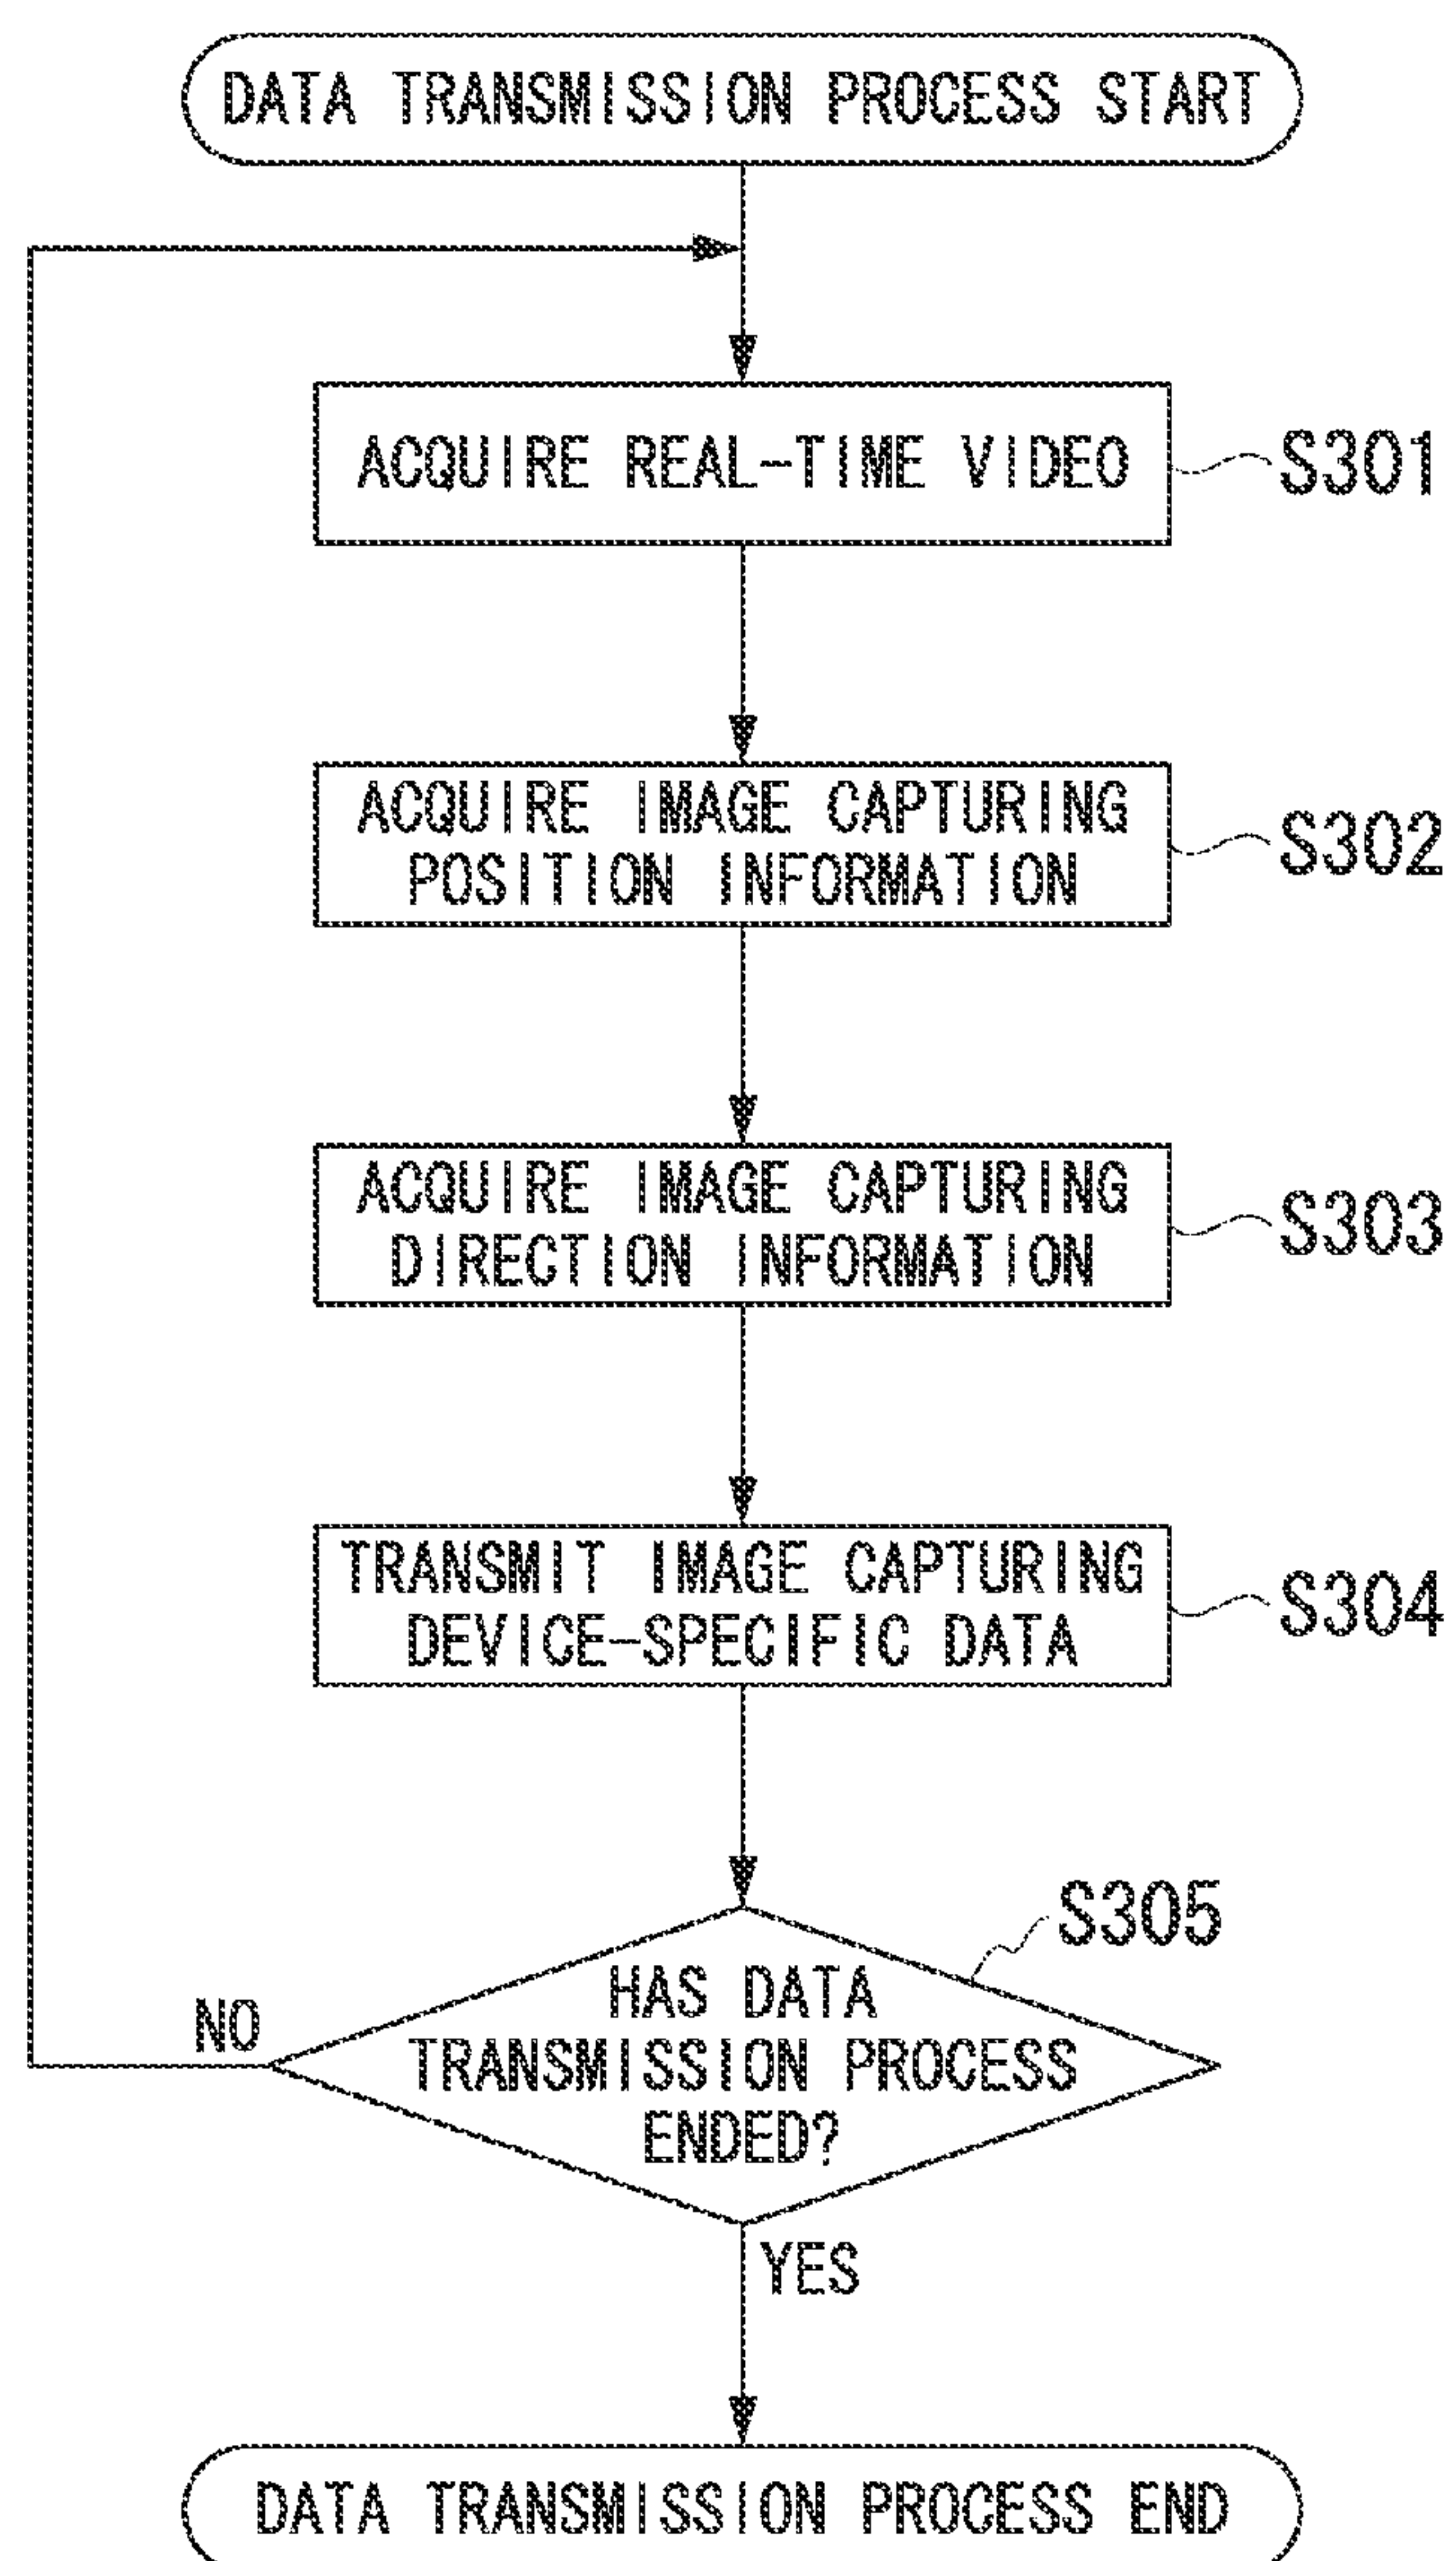 DATA TRANSMISSION PROCESS START
ACQUIRE REAL-TIME VIDEO
S301
ACQUIRE IMAGE CAPTURING
POSITION INFORMATION
S302
ACQUIRE IMAGE CAPTURING
DIRECTION INFORMATION
S303
TRANSMIT IMAGE CAPTURING
DEVICE-SPECIFIC DATA
S304
S305
HAS DATA
TRANSMISSION PROCESS
ENDED?
NO
YES
DATA TRANSMISSION PROCESS END